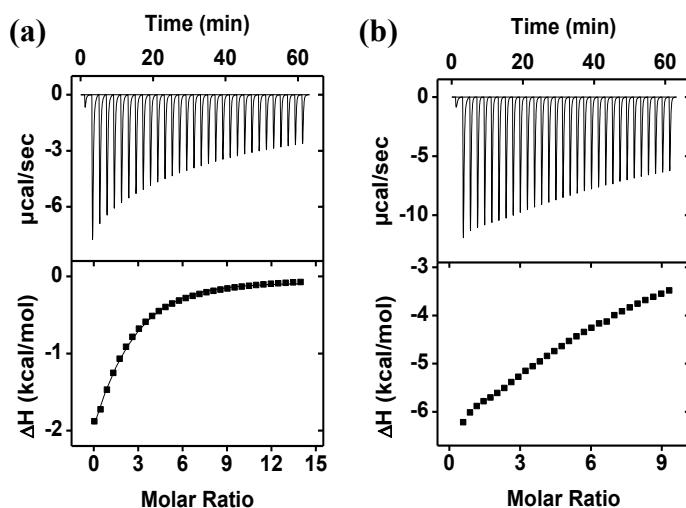 (a)
Time (min)
0 20 40 60
0
-3
-6
µcal/sec
0
-1
-2
ΔH (kcal/mol)
0 3 6 9 12 15
Molar Ratio
(b)
Time (min)
0 20 40 60
0
-5
-10
µcal/sec
-3
-4
-5
-6
ΔH (kcal/mol)
0 3 6 9
Molar Ratio